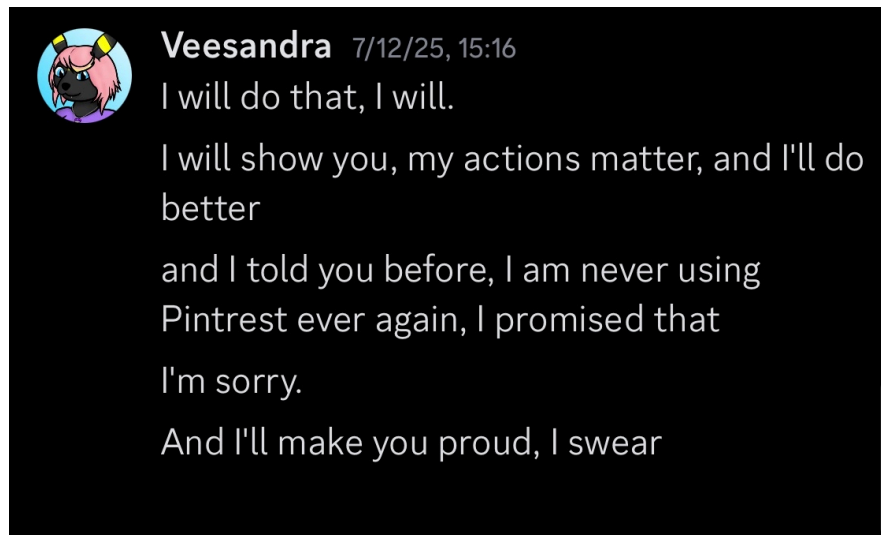 Veesandra 7/12/25, 15:16
I will do that, I will.
I will show you, my actions matter, and I'll do
better
and I told you before, I am never using
Pintrest ever again, I promised that
I'm sorry.
And I'll make you proud, I swear